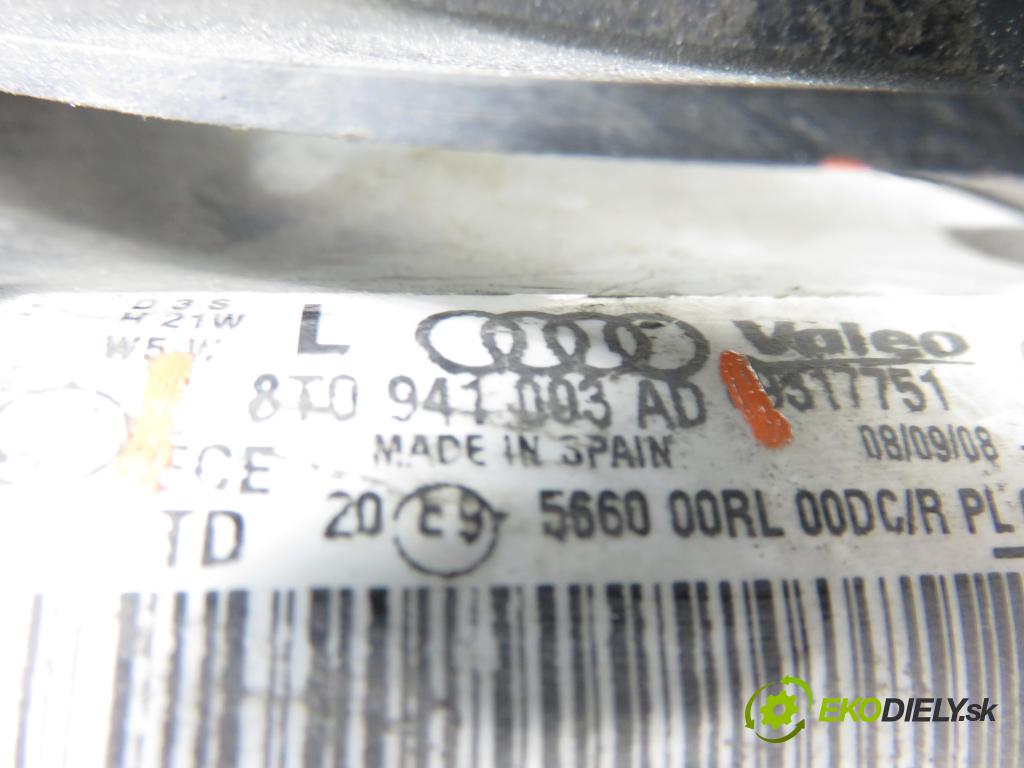 D3S
H21W
W5W
L Valeo
8T0 941 003 AD 9317751
MADE IN SPAIN 08/09/08
ECE
TD
20 E9 5660 00RL 00DC/R PL
EKODIELY.sk